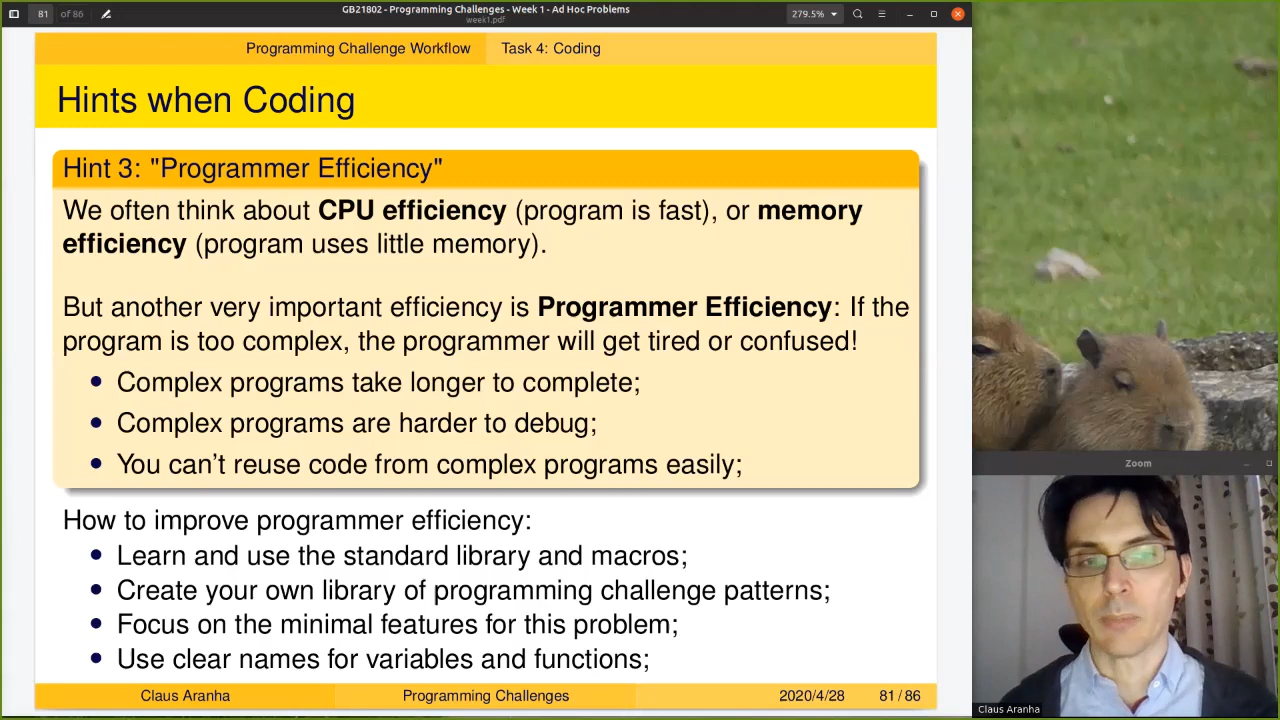 81 of 86
GB21802 - Programming Challenges - Week 1 - Ad Hoc Problems
week1.pdf
279.5%
Programming Challenge Workflow Task 4: Coding
Hints when Coding
Hint 3: "Programmer Efficiency"
We often think about CPU efficiency (program is fast), or memory
efficiency (program uses little memory).
But another very important efficiency is Programmer Efficiency: If the
program is too complex, the programmer will get tired or confused!
• Complex programs take longer to complete;
• Complex programs are harder to debug;
• You can't reuse code from complex programs easily;
How to improve programmer efficiency:
• Learn and use the standard library and macros;
• Create your own library of programming challenge patterns;
• Focus on the minimal features for this problem;
• Use clear names for variables and functions;
Claus Aranha Programming Challenges 2020/4/28 81 / 86
Zoom
Claus Aranha